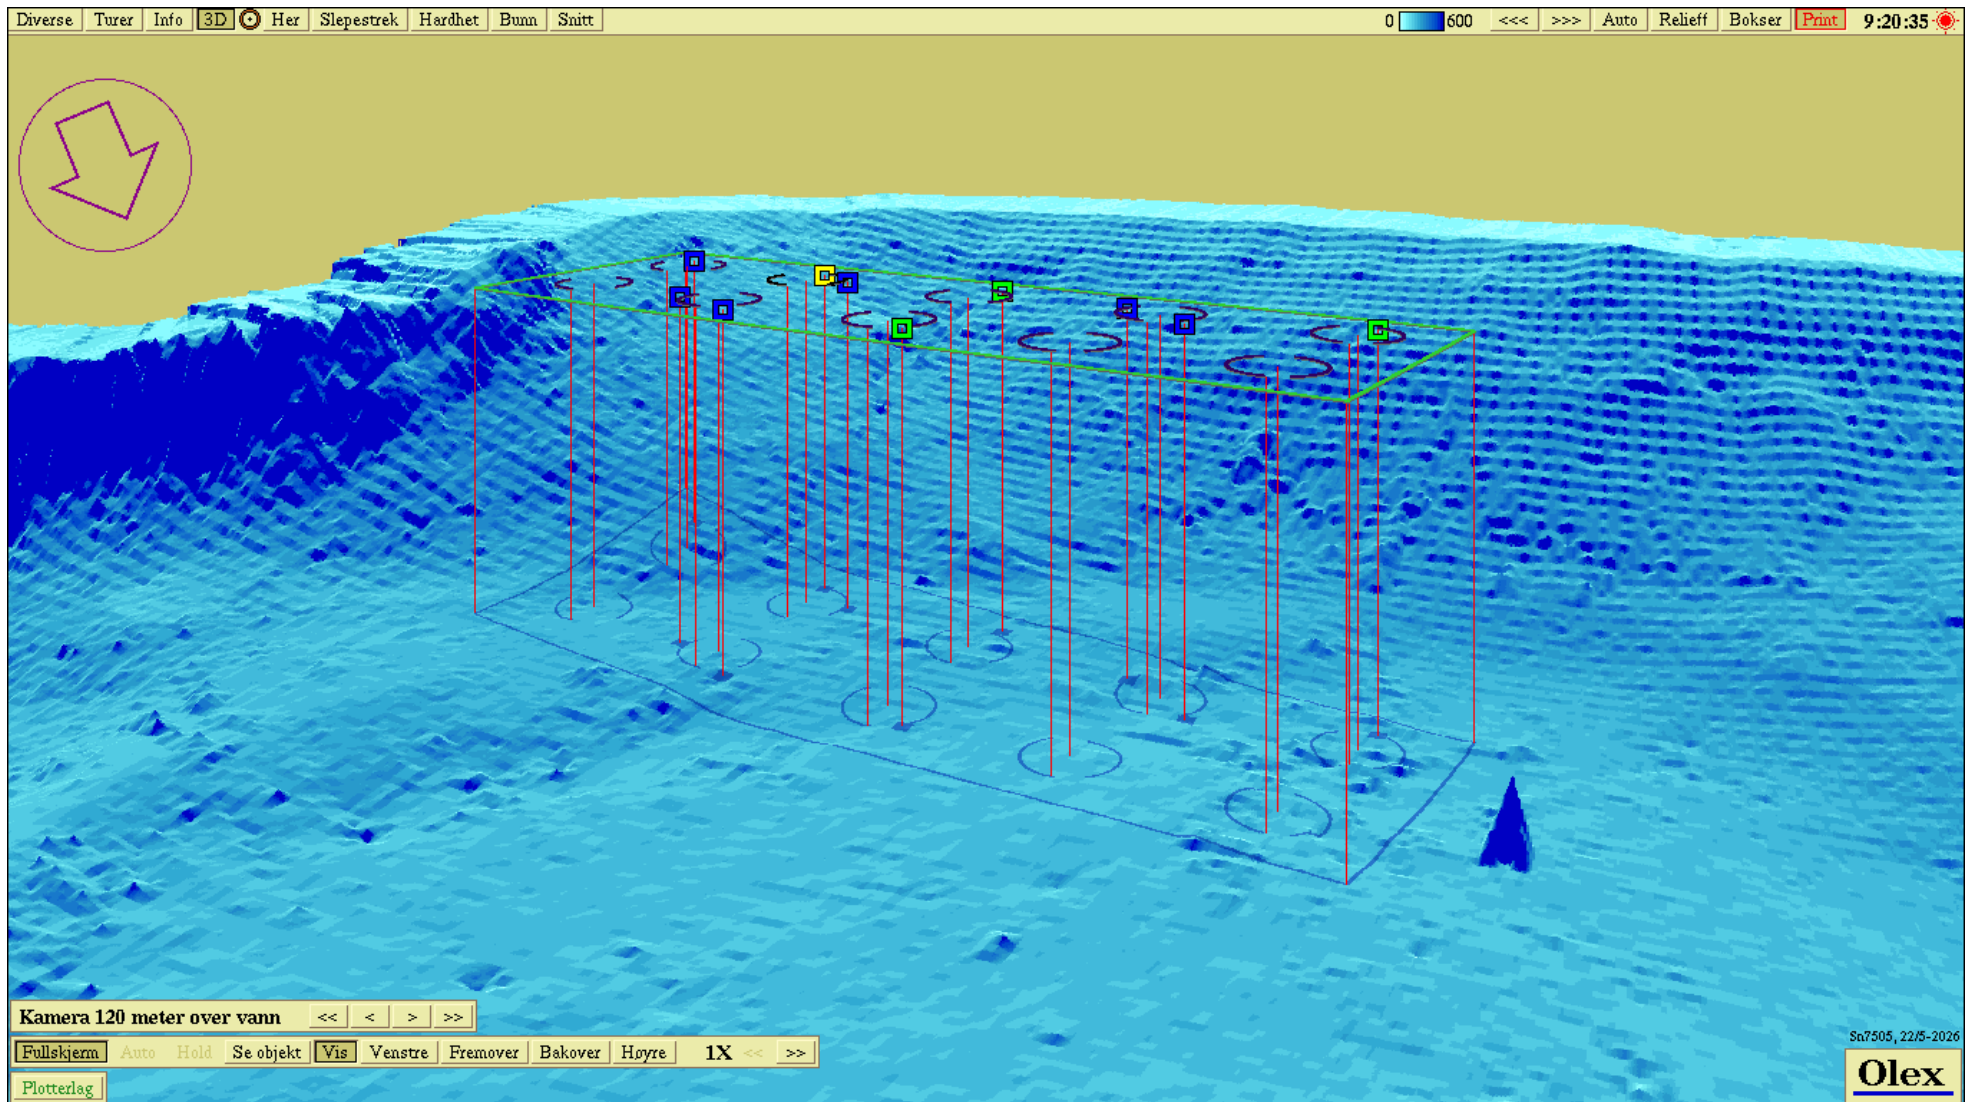 Diverse Turer Info 3D Her Slepestrek Hardhet Bunn Snitt 0 600 <<< >>> Auto Relieff Bokser Print 9:20:35
Kamera 120 meter over vann << < > >>
Fullskjerm Auto Hold Se objekt Vis Venstre Fremover Bakover Høyre 1X << >>
Plotterlag
Sn7505, 22/5-2026
Olex